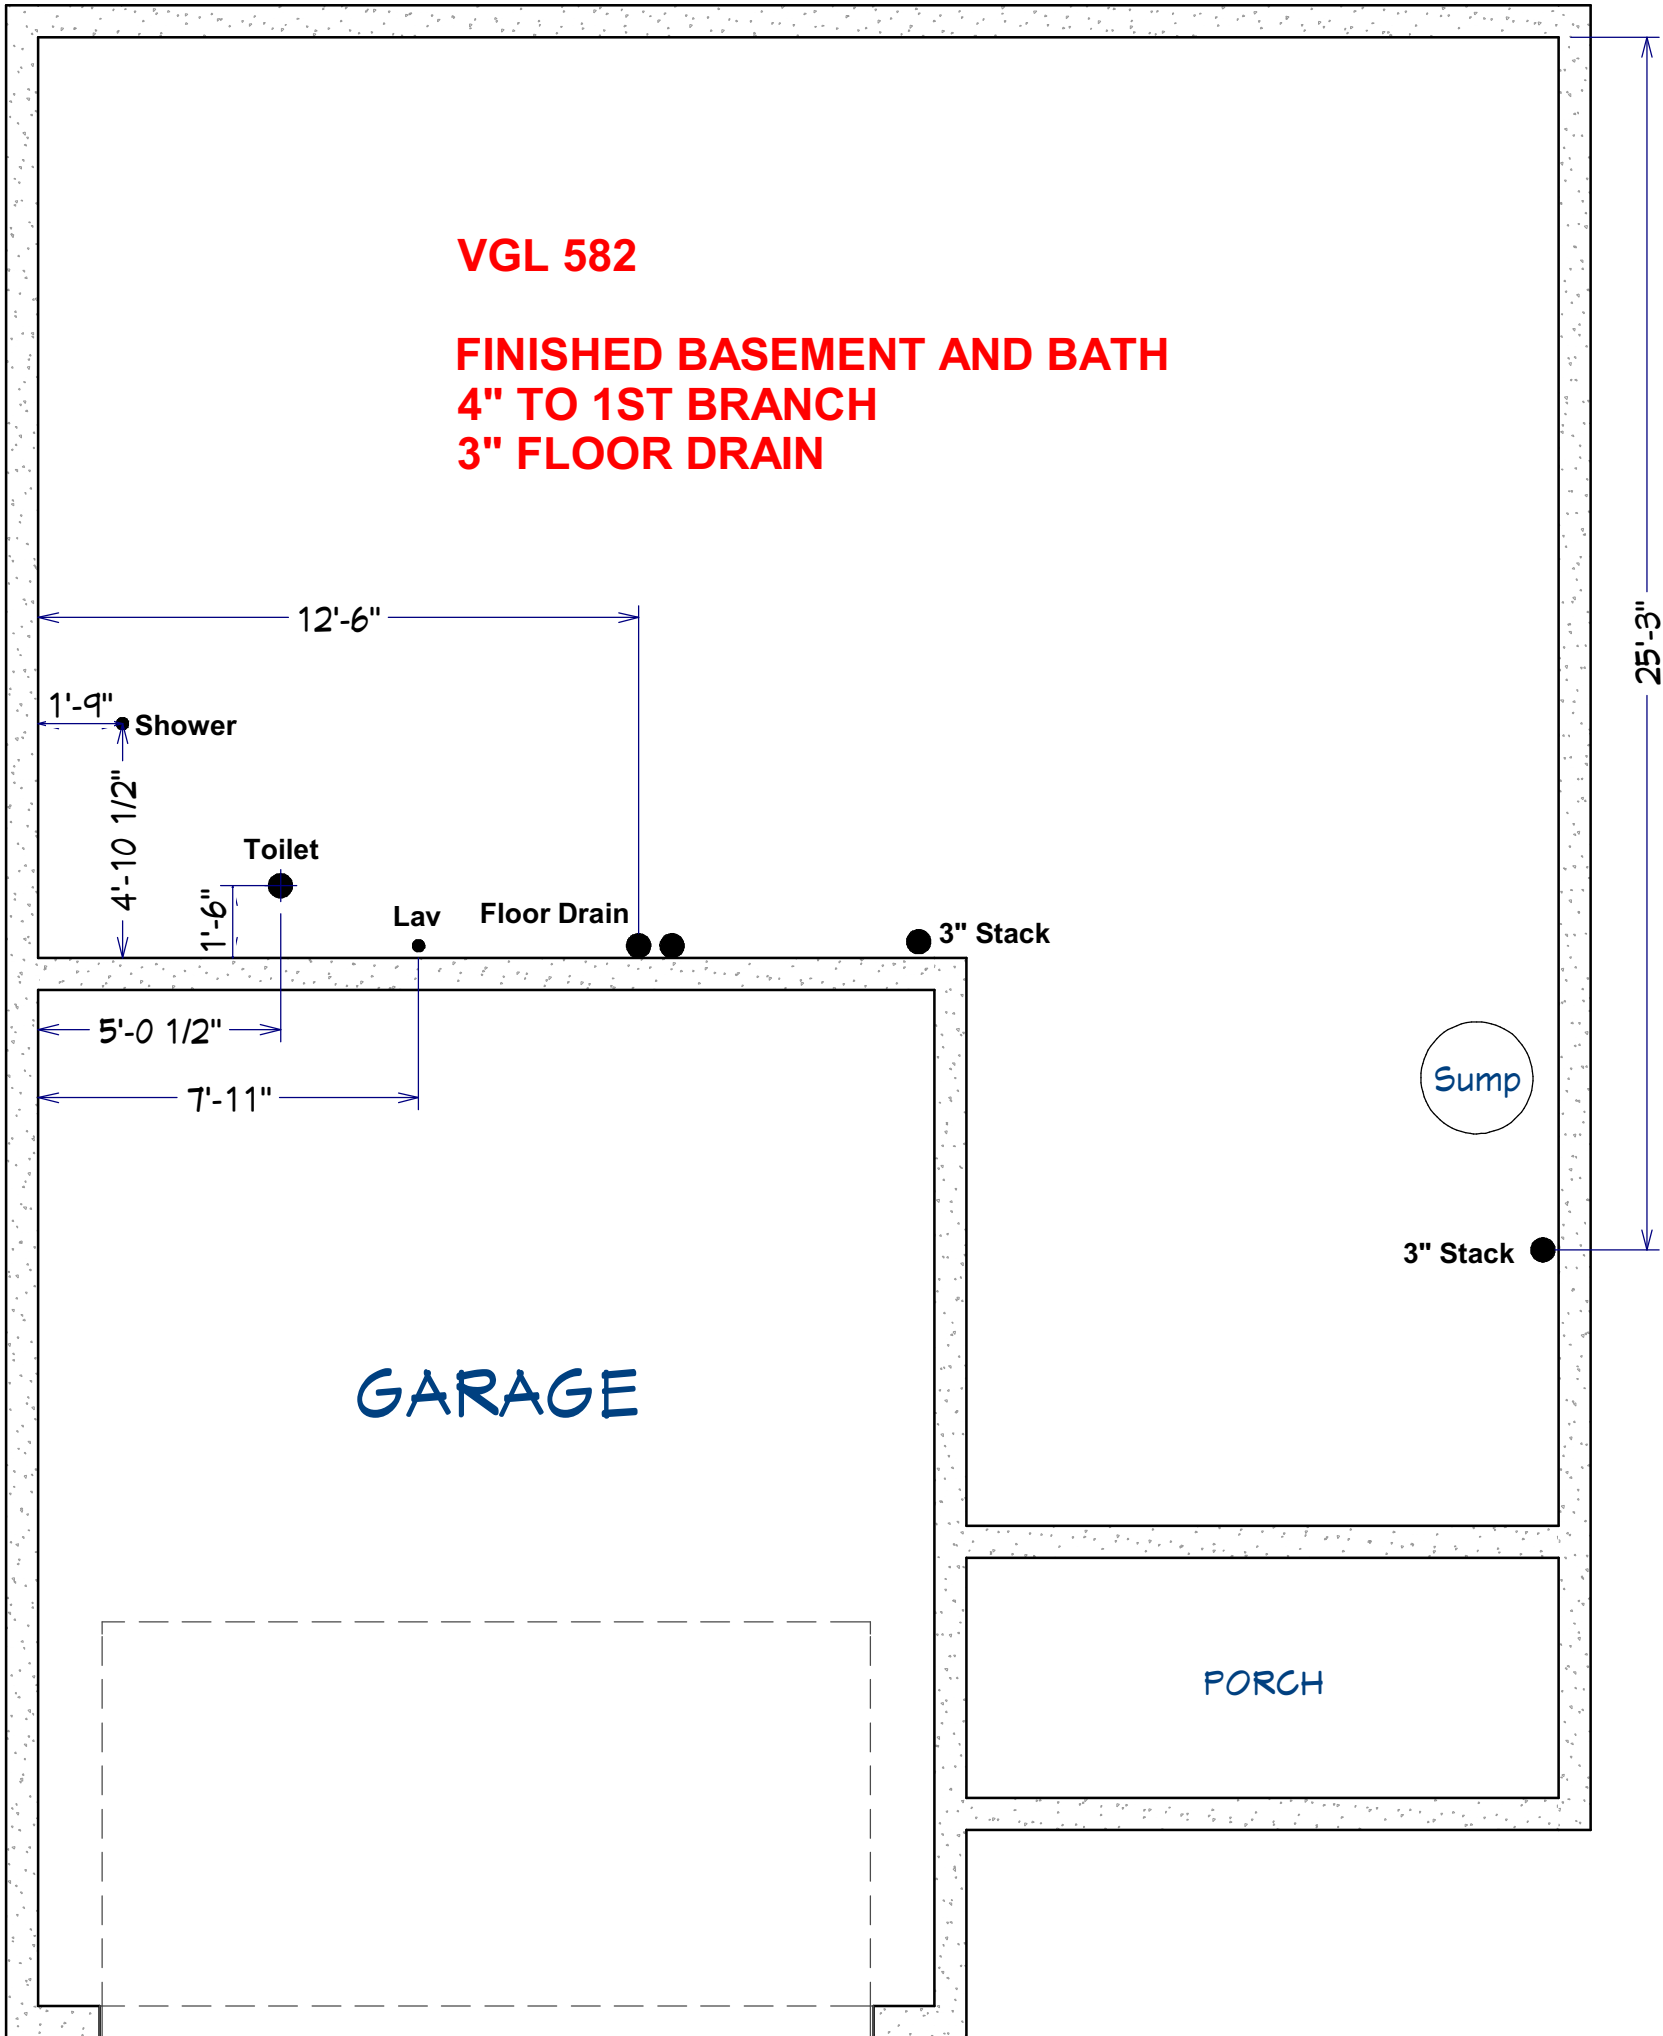 VGL 582
FINISHED BASEMENT AND BATH
4" TO 1ST BRANCH
3" FLOOR DRAIN
12'-6"
25'-3"
1'-9"
Shower
4'-10 1/2"
Toilet
1'-6"
Lav
Floor Drain
3" Stack
5'-0 1/2"
7'-11"
Sump
3" Stack
GARAGE
PORCH